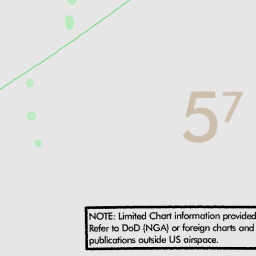 5⁷
NOTE: Limited Chart information provided
Refer to DoD (NGA) or foreign charts and
publications outside US airspace.